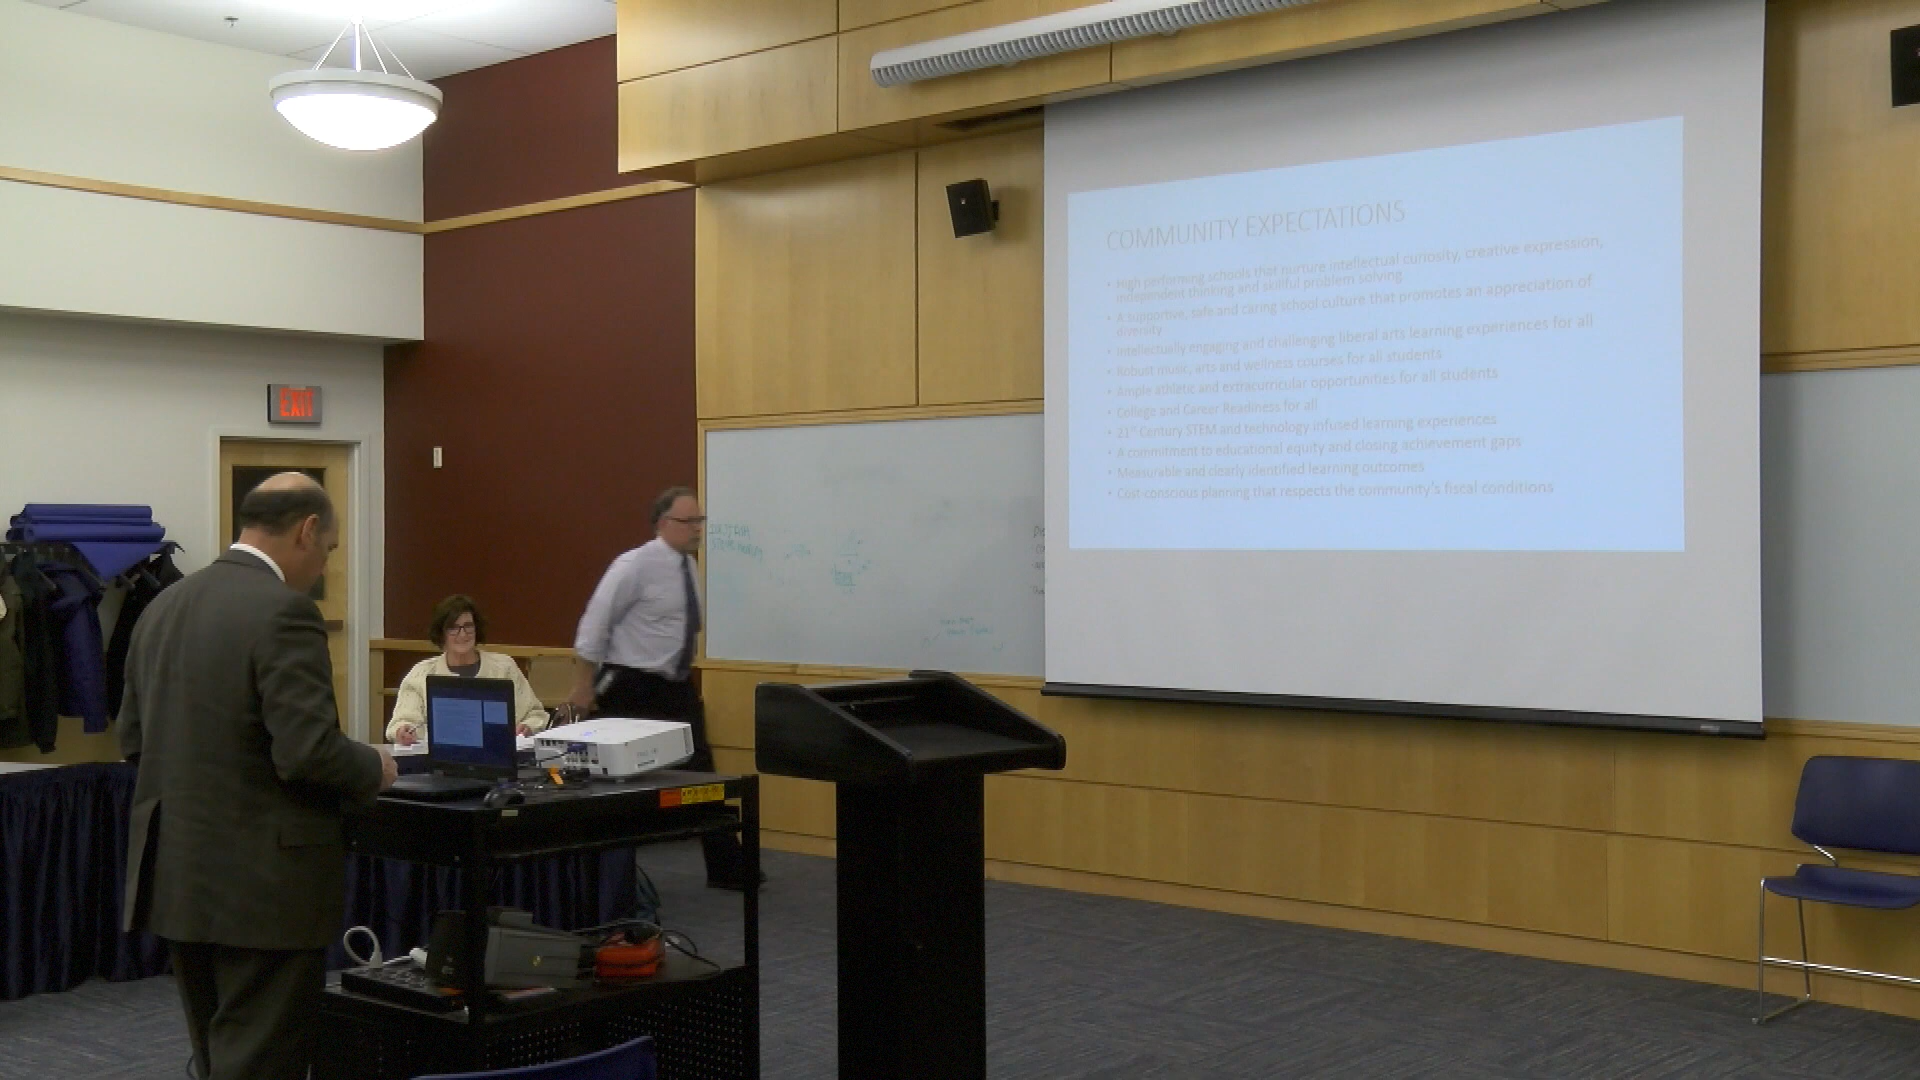 EXIT
COMMUNITY EXPECTATIONS
• High performing schools that nurture intellectual curiosity, creative expression,
independent thinking and skillful problem solving
• A supportive, safe and caring school culture that promotes an appreciation of
diversity
• Intellectually engaging and challenging liberal arts learning experiences for all
• Robust music, arts and wellness courses for all students
• Ample athletic and extracurricular opportunities for all students
• College and Career Readiness for all
• 21st Century STEM and technology infused learning experiences
• A commitment to educational equity and closing achievement gaps
• Measurable and clearly identified learning outcomes
• Cost-conscious planning that respects the community's fiscal conditions